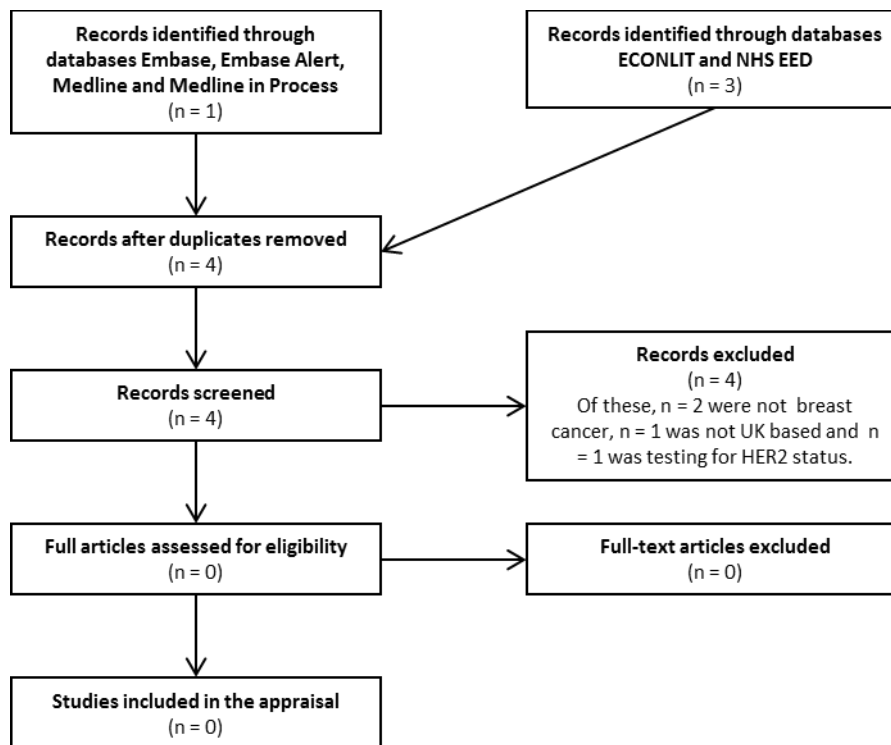 Records identified through
databases Embase, Embase Alert,
Medline and Medline in Process
(n = 1)
Records identified through databases
ECONLIT and NHS EED
(n = 3)
Records after duplicates removed
(n = 4)
Records screened
(n = 4)
Records excluded
(n = 4)
Of these, n = 2 were not breast
cancer, n = 1 was not UK based and n
= 1 was testing for HER2 status.
Full articles assessed for eligibility
(n = 0)
Full-text articles excluded
(n = 0)
Studies included in the appraisal
(n = 0)